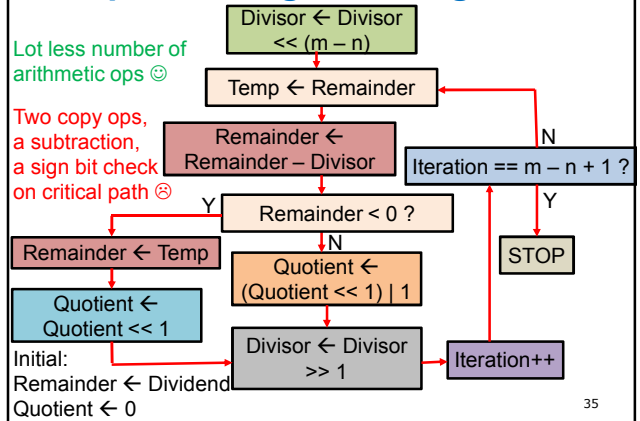 Divisor ← Divisor
<< (m – n)
Lot less number of
arithmetic ops ☺
Temp ← Remainder
Two copy ops,
a subtraction,
a sign bit check
on critical path ☹
Remainder ←
Remainder – Divisor
N
Iteration == m – n + 1 ?
Y
Remainder < 0 ?
Y
Remainder ← Temp
N
Quotient ←
(Quotient << 1) | 1
STOP
Quotient ←
Quotient << 1
Divisor ← Divisor
>> 1
Iteration++
Initial:
Remainder ← Dividend
Quotient ← 0
35